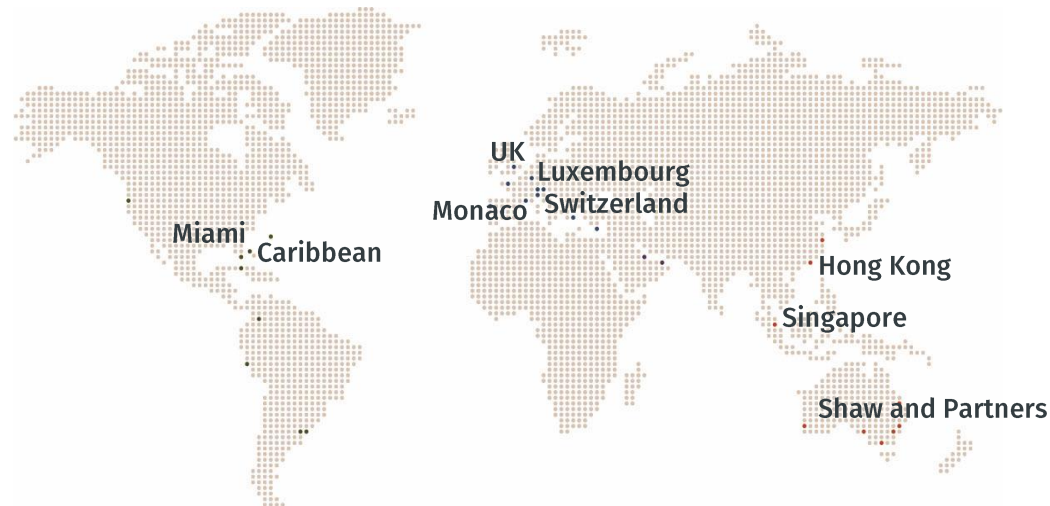 UK
Luxembourg
Switzerland
Monaco
Miami
Caribbean
Hong Kong
Singapore
Shaw and Partners